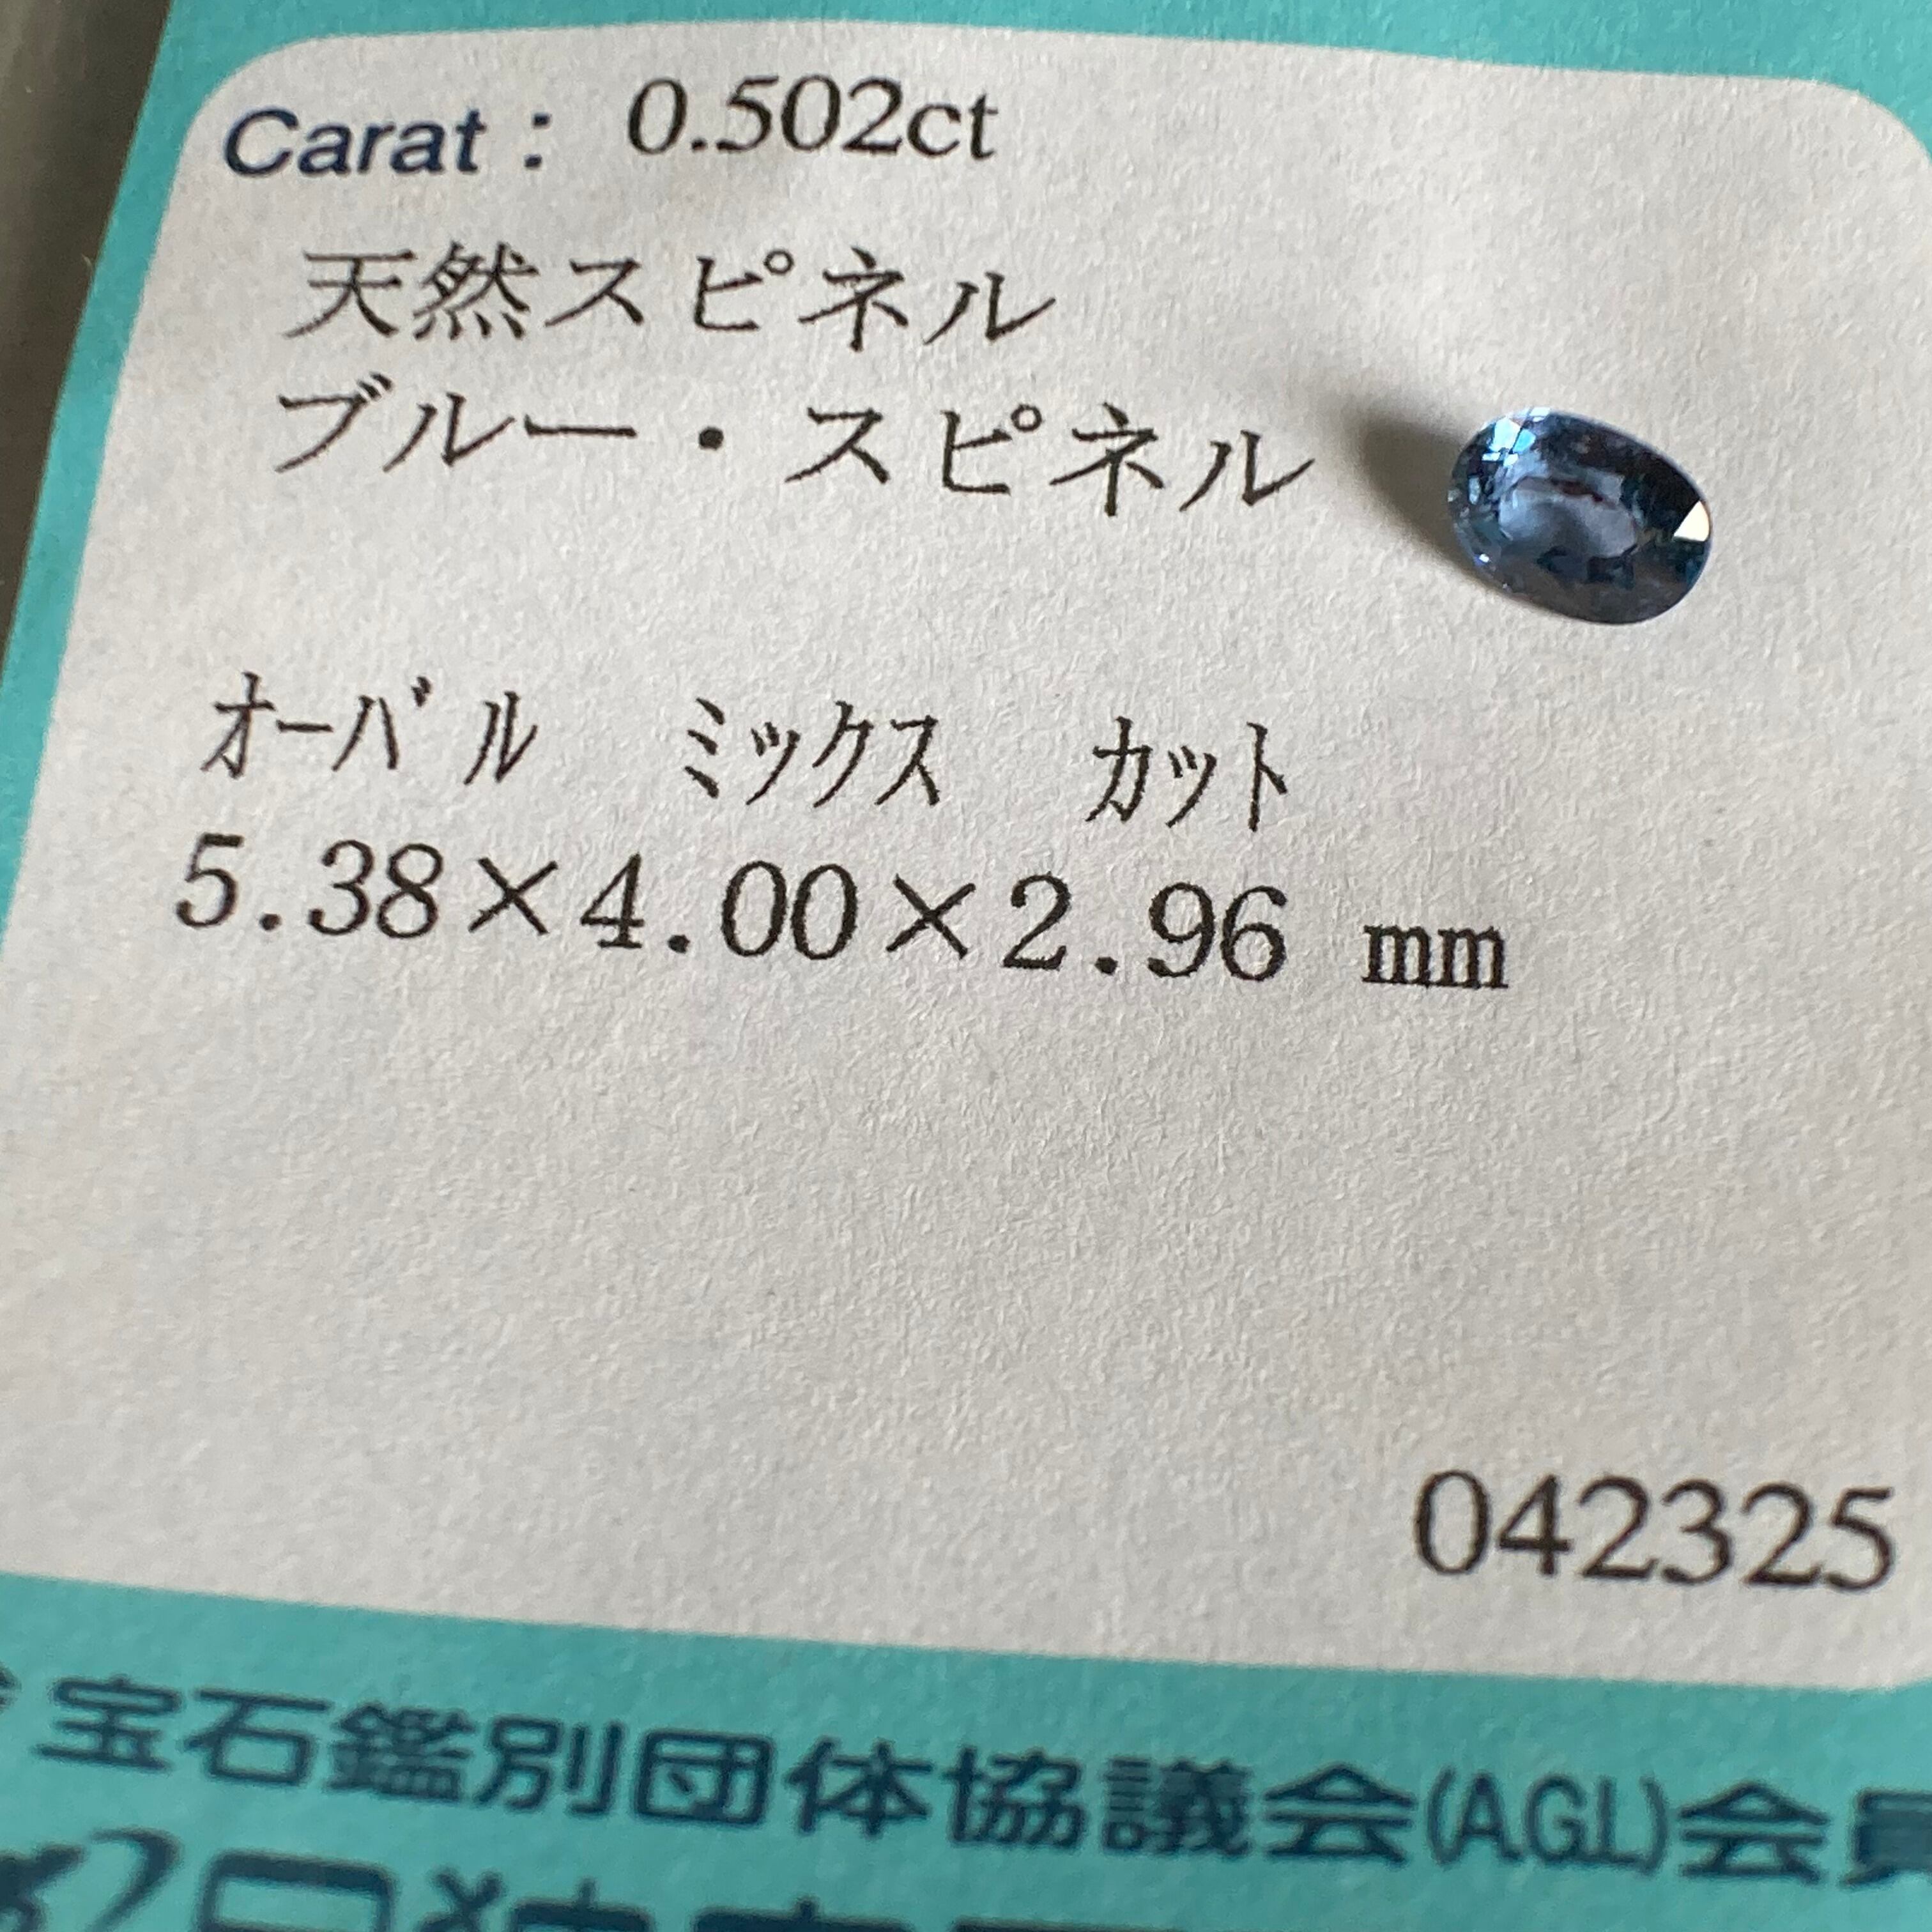 Carat : 0.502ct
天然スピネル
ブルー・スピネル
ｵｰﾊﾞﾙ ﾐｯｸｽ ｶｯﾄ
5.38×4.00×2.96 mm
042325
宝石鑑別団体協議会(A.G.L.)会員